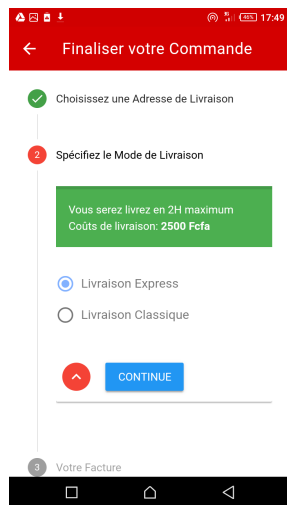 46% 17:49
Finaliser votre Commande
Choisissez une Adresse de Livraison
2 Spécifiez le Mode de Livraison
Vous serez livrez en 2H maximum
Coûts de livraison: 2500 Fcfa
Livraison Express
Livraison Classique
CONTINUE
3 Votre Facture